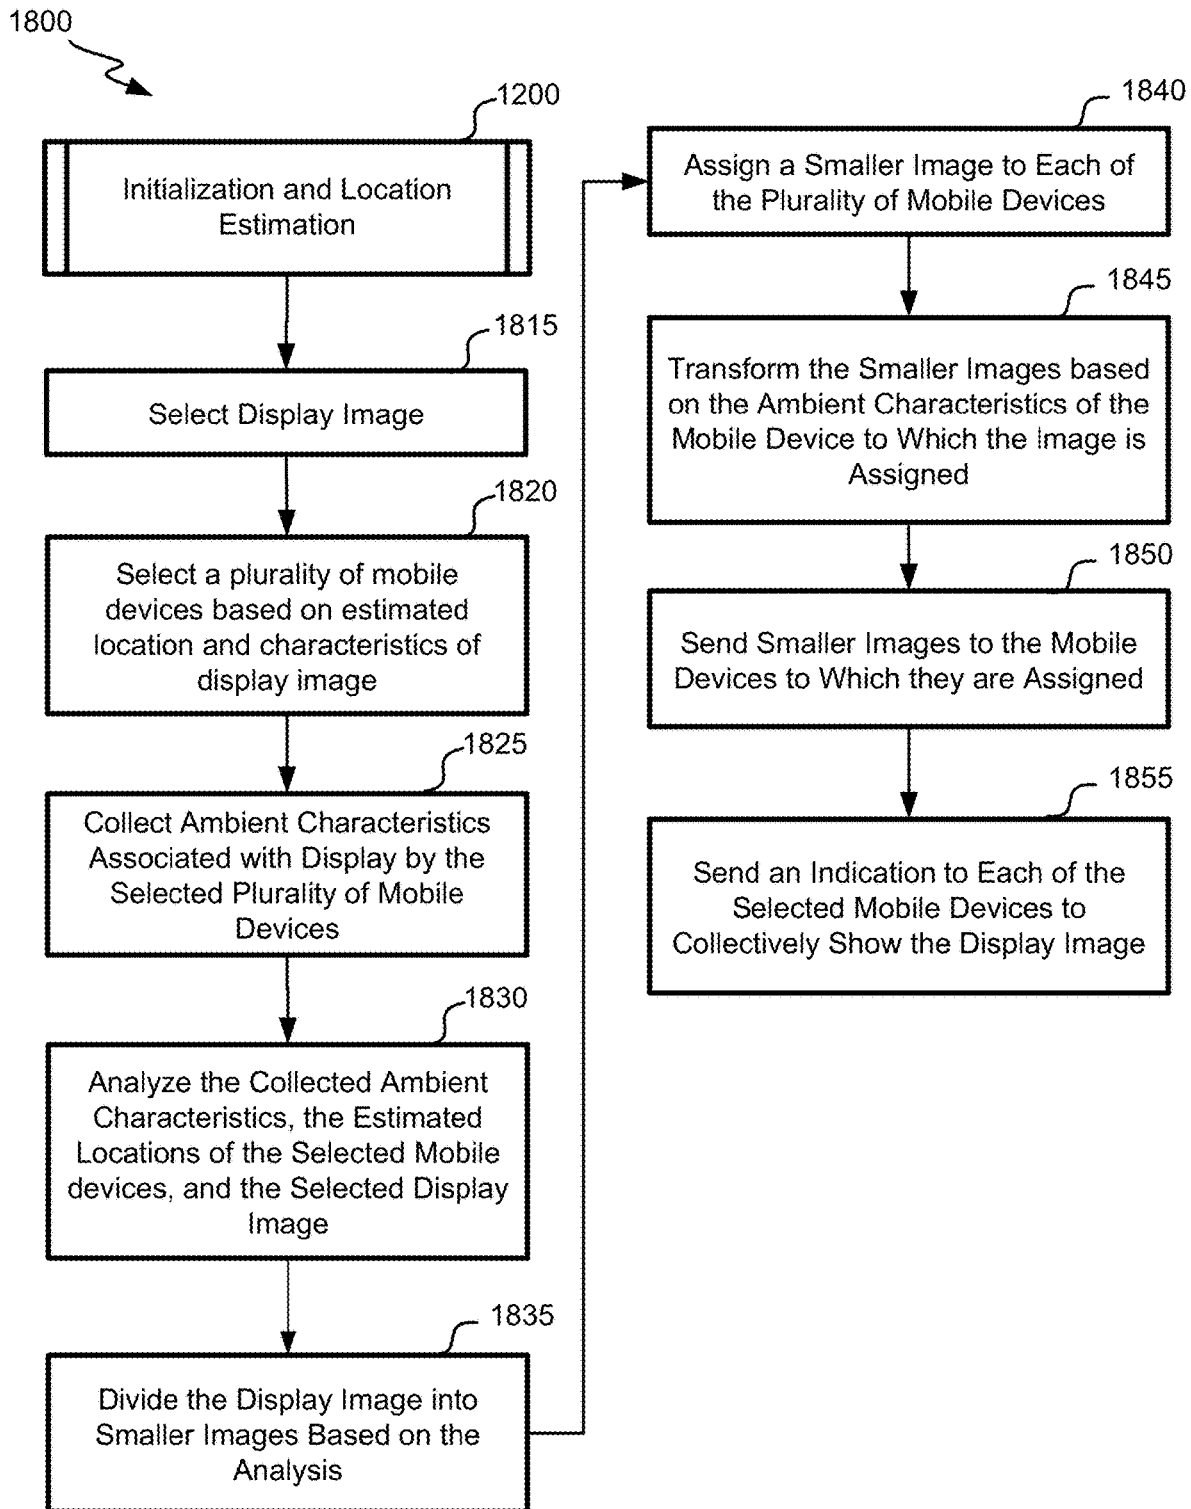 1800
1200
Initialization and Location
Estimation
1815
Select Display Image
1820
Select a plurality of mobile
devices based on estimated
location and characteristics of
display image
1825
Collect Ambient Characteristics
Associated with Display by the
Selected Plurality of Mobile
Devices
1830
Analyze the Collected Ambient
Characteristics, the Estimated
Locations of the Selected Mobile
devices, and the Selected Display
Image
1835
Divide the Display Image into
Smaller Images Based on the
Analysis
1840
Assign a Smaller Image to Each of
the Plurality of Mobile Devices
1845
Transform the Smaller Images based
on the Ambient Characteristics of the
Mobile Device to Which the Image is
Assigned
1850
Send Smaller Images to the Mobile
Devices to Which they are Assigned
1855
Send an Indication to Each of the
Selected Mobile Devices to
Collectively Show the Display Image